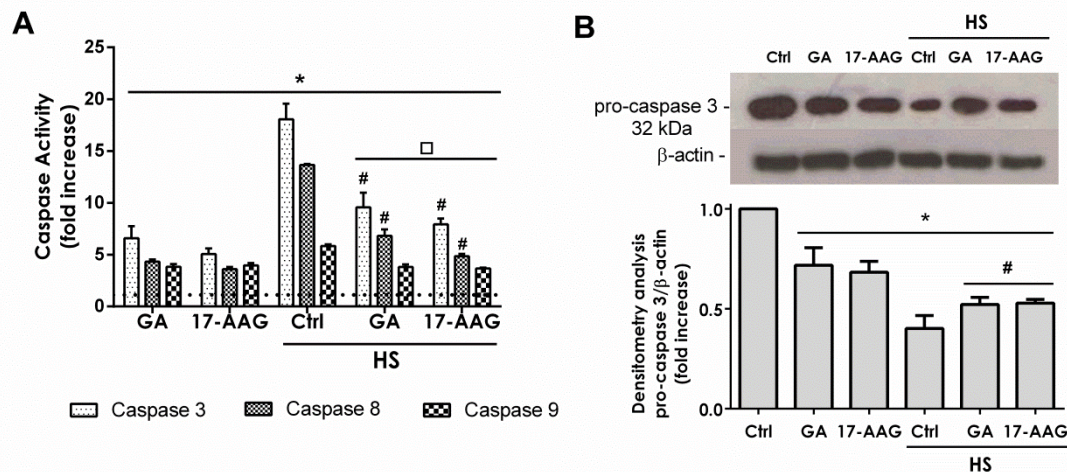 A
Caspase Activity
(fold increase)
25
20
15
10
5
0
*
□
# # # #
GA 17-AAG Ctrl GA 17-AAG
HS
Caspase 3 Caspase 8 Caspase 9
B
HS
Ctrl GA 17-AAG Ctrl GA 17-AAG
pro-caspase 3 -
32 kDa
β-actin -
Densitometry analysis
pro-caspase 3/β-actin
(fold increase)
1.0
0.5
0.0
*
#
Ctrl GA 17-AAG Ctrl GA 17-AAG
HS